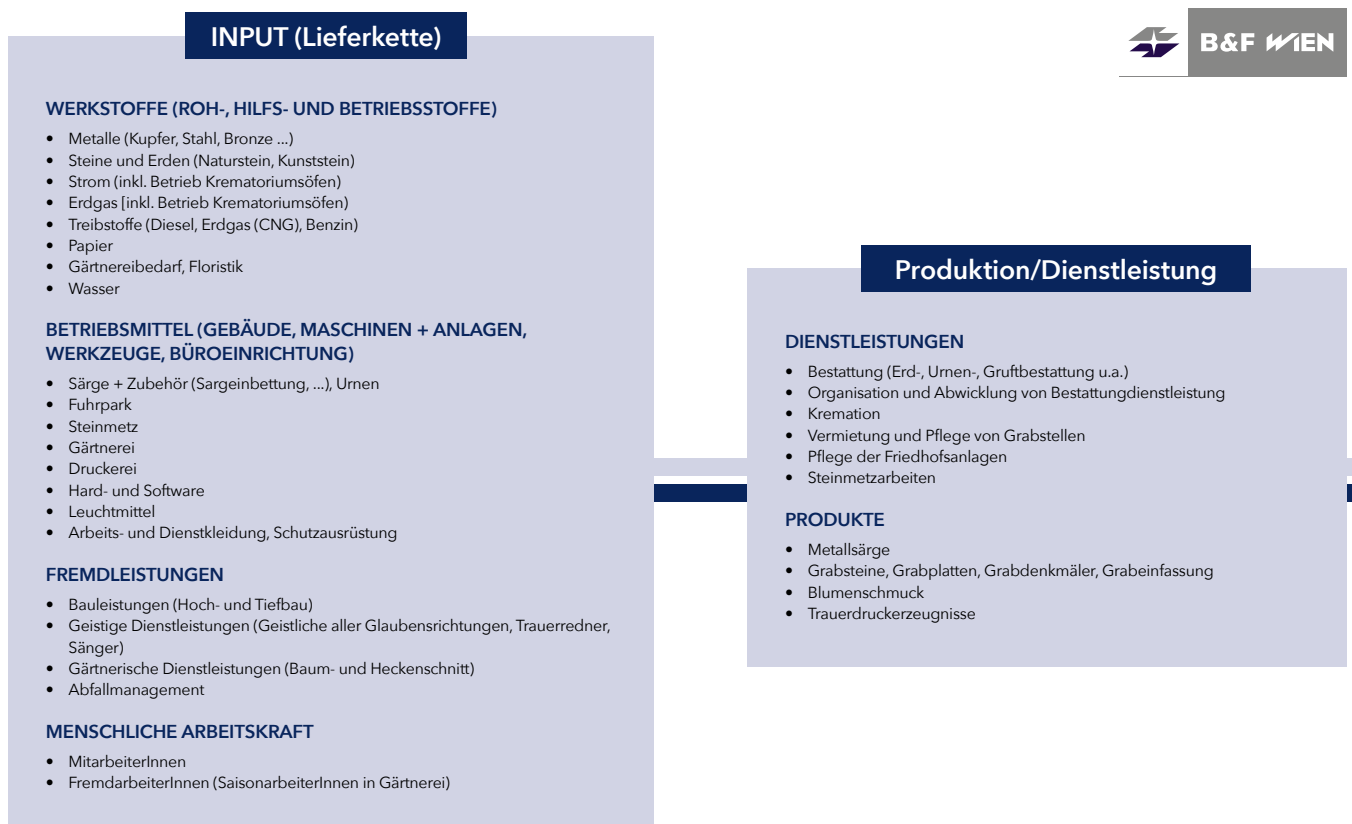 INPUT (Lieferkette)
WERKSTOFFE (ROH-, HILFS- UND BETRIEBSSTOFFE)
• Metalle (Kupfer, Stahl, Bronze ...)
• Steine und Erden (Naturstein, Kunststein)
• Strom (inkl. Betrieb Krematoriumsöfen)
• Erdgas [inkl. Betrieb Krematoriumsöfen)
• Treibstoffe (Diesel, Erdgas (CNG), Benzin)
• Papier
• Gärtnereibedarf, Floristik
• Wasser
BETRIEBSMITTEL (GEBÄUDE, MASCHINEN + ANLAGEN,
WERKZEUGE, BÜROEINRICHTUNG)
• Särge + Zubehör (Sargeinbettung, ...), Urnen
• Fuhrpark
• Steinmetz
• Gärtnerei
• Druckerei
• Hard- und Software
• Leuchtmittel
• Arbeits- und Dienstkleidung, Schutzausrüstung
FREMDLEISTUNGEN
• Bauleistungen (Hoch- und Tiefbau)
• Geistige Dienstleistungen (Geistliche aller Glaubensrichtungen, Trauerredner,
Sänger)
• Gärtnerische Dienstleistungen (Baum- und Heckenschnitt)
• Abfallmanagement
MENSCHLICHE ARBEITSKRAFT
• MitarbeiterInnen
• FremdarbeiterInnen (SaisonarbeiterInnen in Gärtnerei)
B&F WIEN
Produktion/Dienstleistung
DIENSTLEISTUNGEN
• Bestattung (Erd-, Urnen-, Gruftbestattung u.a.)
• Organisation und Abwicklung von Bestattungdienstleistung
• Kremation
• Vermietung und Pflege von Grabstellen
• Pflege der Friedhofsanlagen
• Steinmetzarbeiten
PRODUKTE
• Metallsärge
• Grabsteine, Grabplatten, Grabdenkmäler, Grabeinfassung
• Blumenschmuck
• Trauerdruckerzeugnisse